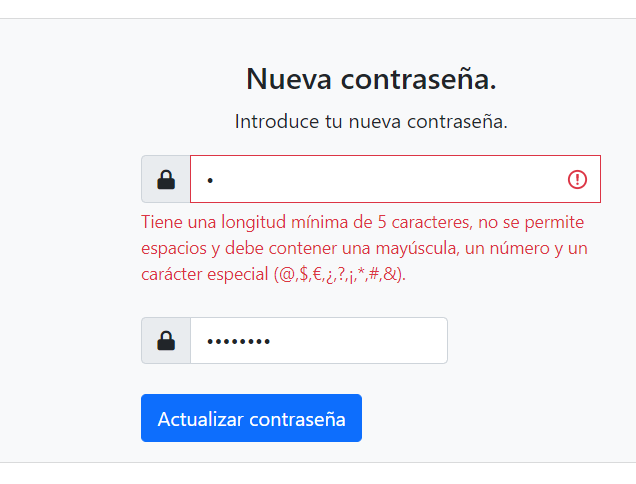 Nueva contraseña.
Introduce tu nueva contraseña.
•
Tiene una longitud mínima de 5 caracteres, no se permite
espacios y debe contener una mayúscula, un número y un
carácter especial (@,$,€,¿,?,¡,*,#,&).
••••••••
Actualizar contraseña